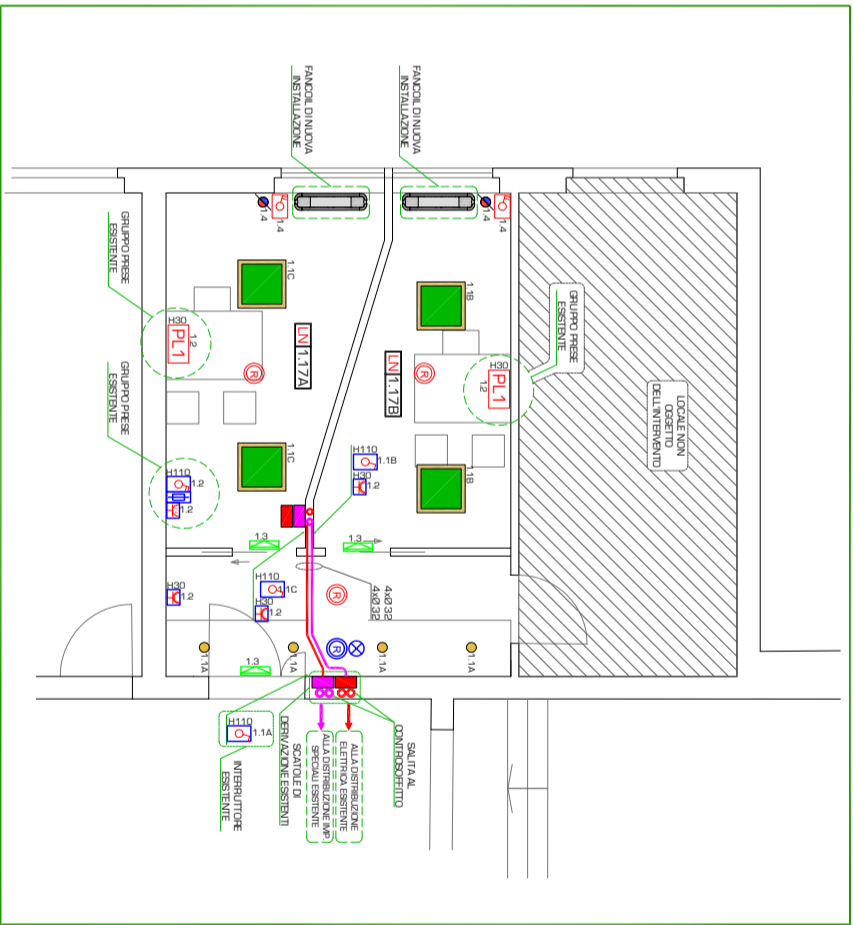 FANCOIL DI NUOVA
INSTALLAZIONE
FANCOIL DI NUOVA
INSTALLAZIONE
1.4
1.4
1.4
1.4
GRUPPO PRESE
ESISTENTE
GRUPPO PRESE
ESISTENTE
LOCALE NON
OGGETTO
DELL'INTERVENTO
1.1C
1.1B
H30
1.2
PL1
R
LN 1.17A
LN 1.17B
R
H30
1.2
PL1
GRUPPO PRESE
ESISTENTE
1.1C
1.1B
H110
1.2
1.2
H110
1.1B
H30
1.2
1.3
1.3
H30
1.2
H110
1.1C
H30
1.2
R
4xØ32
4xØ32
R
1.1A
1.1A
1.1A
1.1A
1.3
H110
1.1A
INTERRUTTORE
ESISTENTE
SCATOLE DI
DERIVAZIONE ESISTENTI
ALLA DISTRIBUZIONE IMP
SPECIALI ESISTENTE
ALLA DISTRIBUZIONE
ELETTRICA ESISTENTE
SALITA AL
CONTROSOFFITTO